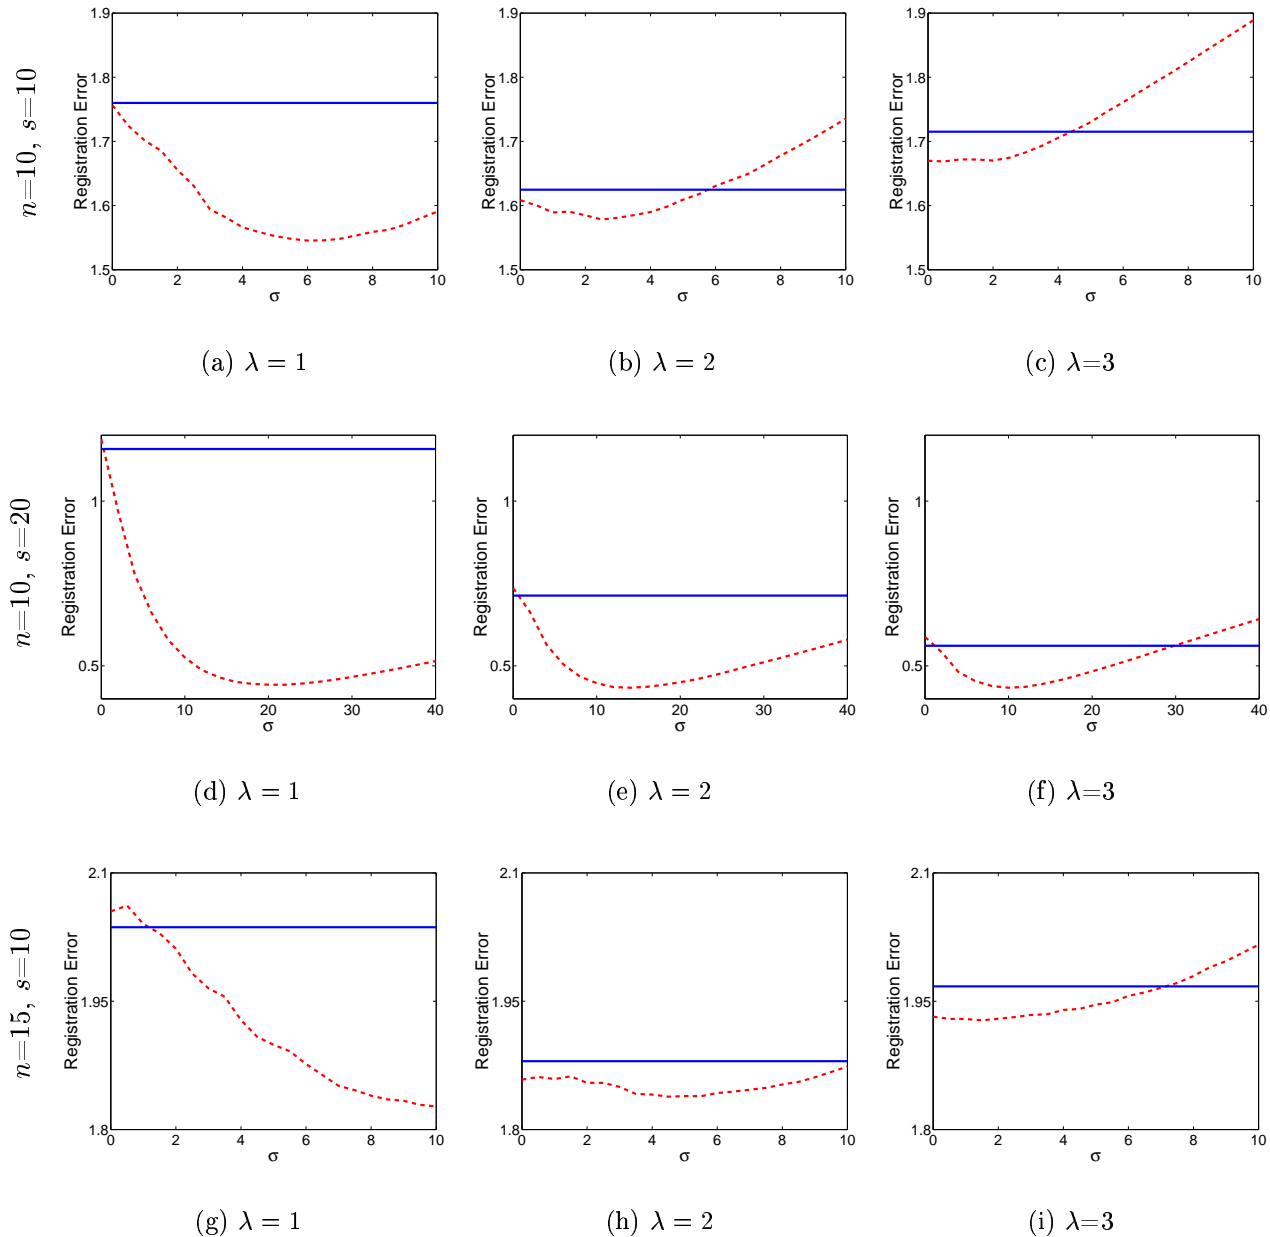 n=10, s=10
Registration Error
1.9
1.8
1.7
1.6
1.5
0 2 4 6 8 10
σ
(a) λ = 1
Registration Error
1.9
1.8
1.7
1.6
1.5
0 2 4 6 8 10
σ
(b) λ = 2
Registration Error
1.9
1.8
1.7
1.6
1.5
0 2 4 6 8 10
σ
(c) λ=3
n=10, s=20
Registration Error
1
0.5
0 10 20 30 40
σ
(d) λ = 1
Registration Error
1
0.5
0 10 20 30 40
σ
(e) λ = 2
Registration Error
1
0.5
0 10 20 30 40
σ
(f) λ=3
n=15, s=10
Registration Error
2.1
1.95
1.8
0 2 4 6 8 10
σ
(g) λ = 1
Registration Error
2.1
1.95
1.8
0 2 4 6 8 10
σ
(h) λ = 2
Registration Error
2.1
1.95
1.8
0 2 4 6 8 10
σ
(i) λ=3